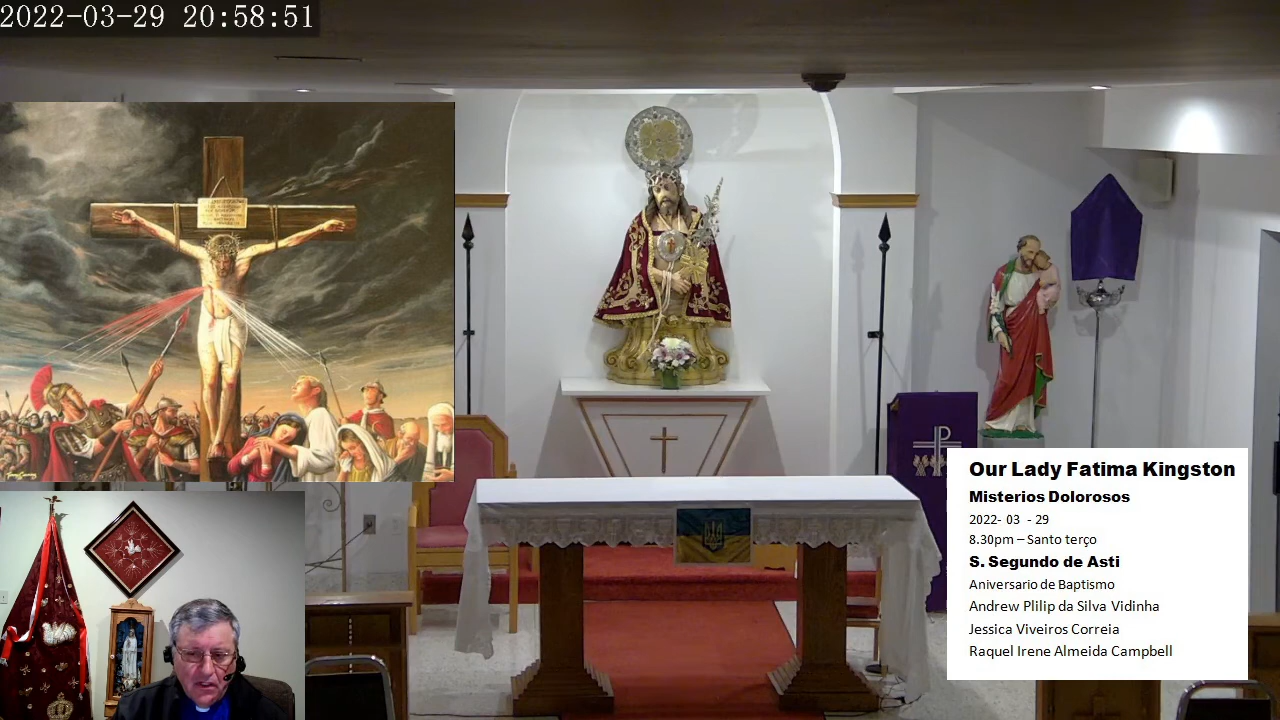 2022-03-29 20:58:51
Our Lady Fatima Kingston
Misterios Dolorosos
2022- 03 - 29
8.30pm – Santo terço
S. Segundo de Asti
Aniversario de Baptismo
Andrew Plilip da Silva Vidinha
Jessica Viveiros Correia
Raquel Irene Almeida Campbell